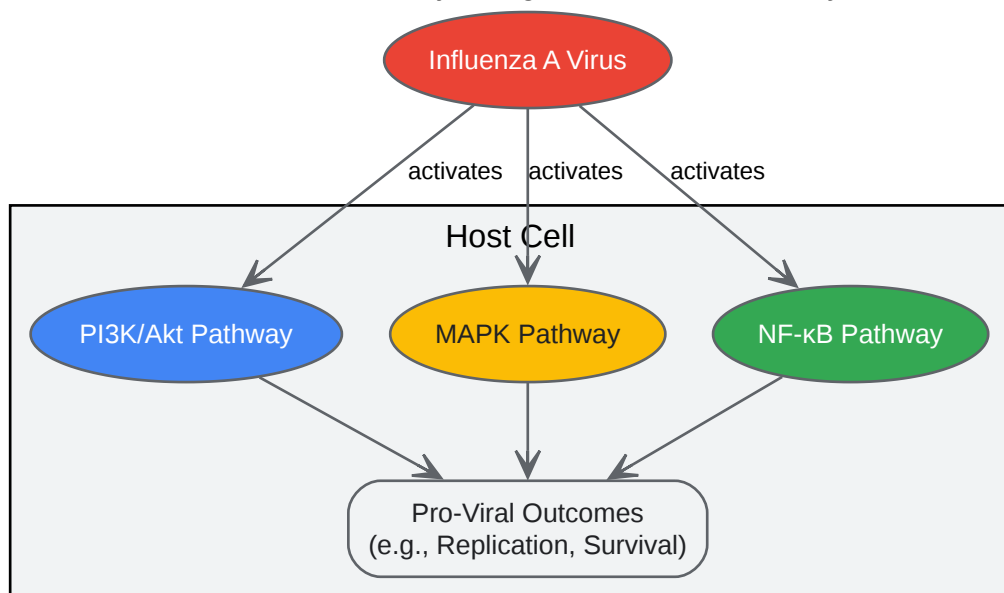 Influenza A Virus
activates
activates
activates
Host Cell
PI3K/Akt Pathway
MAPK Pathway
NF-κB Pathway
Pro-Viral Outcomes
(e.g., Replication, Survival)